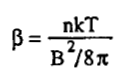 β = nkT / B²/8π